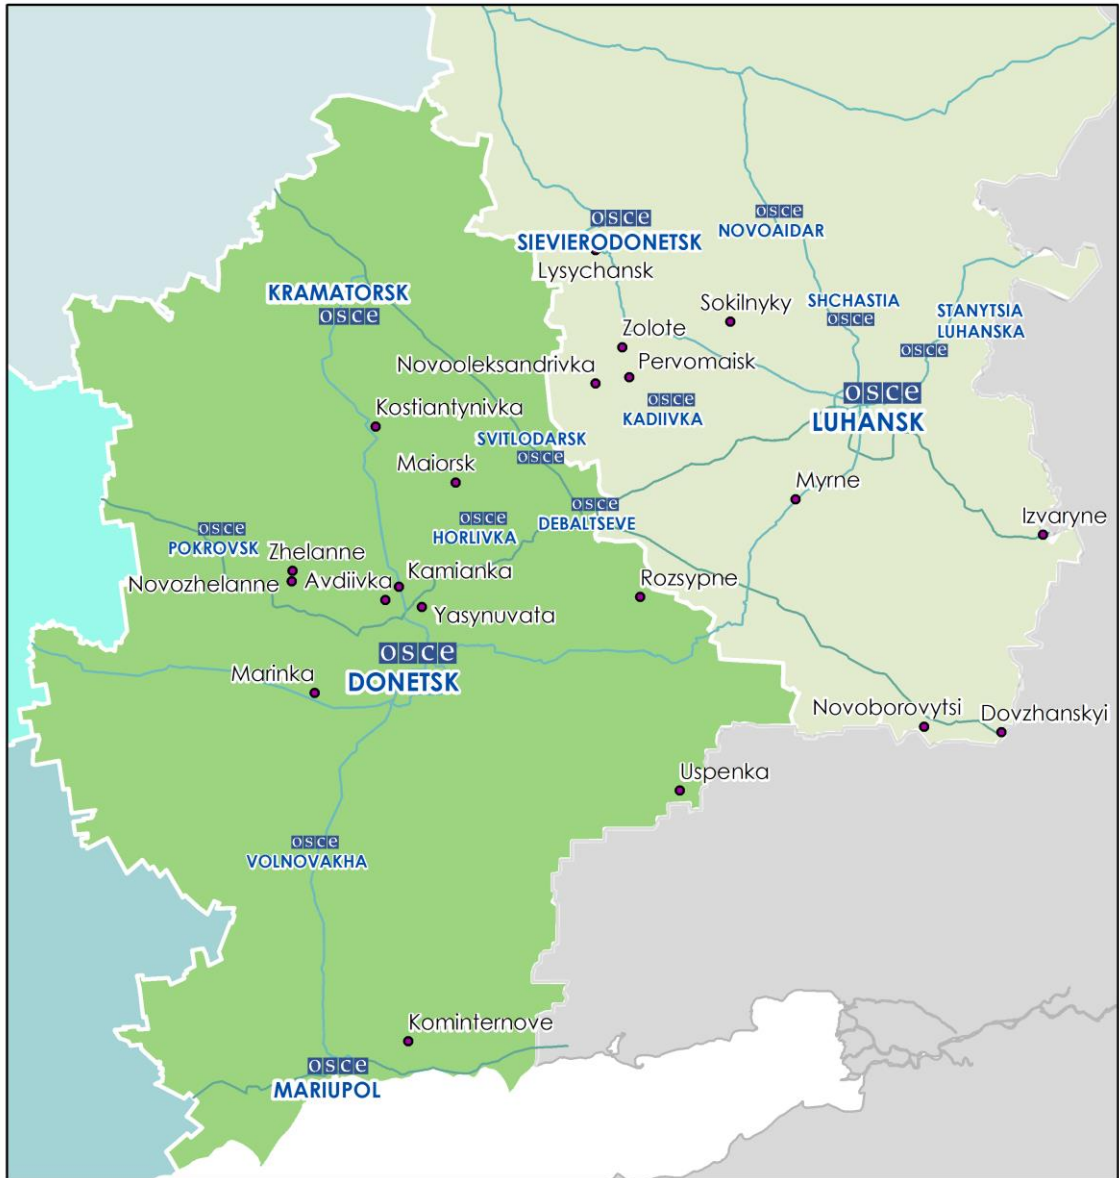 osce
SIEVIERODONETSK
Lysychansk
osce
NOVOAIDAR
KRAMATORSK
osce
Sokilnyky
SHCHASTIA
osce
STANYTSIA
LUHANSKA
osce
Zolote
Novooleksandrivka
Pervomaisk
osce
KADIIVKA
osce
LUHANSK
Kostiantynivka
SVITLODARSK
osce
Maiorsk
Myrne
osce
HORLIVKA
osce
DEBALTSEVE
Izvaryne
osce
POKROVSK
Zhelanne
Novozhelanne
Avdiivka
Kamianka
Yasynuvata
Rozsypne
osce
DONETSK
Marinka
Novoborovytsi
Dovzhanskyi
Uspenka
osce
VOLNOVAKHA
Kominternove
osce
MARIUPOL